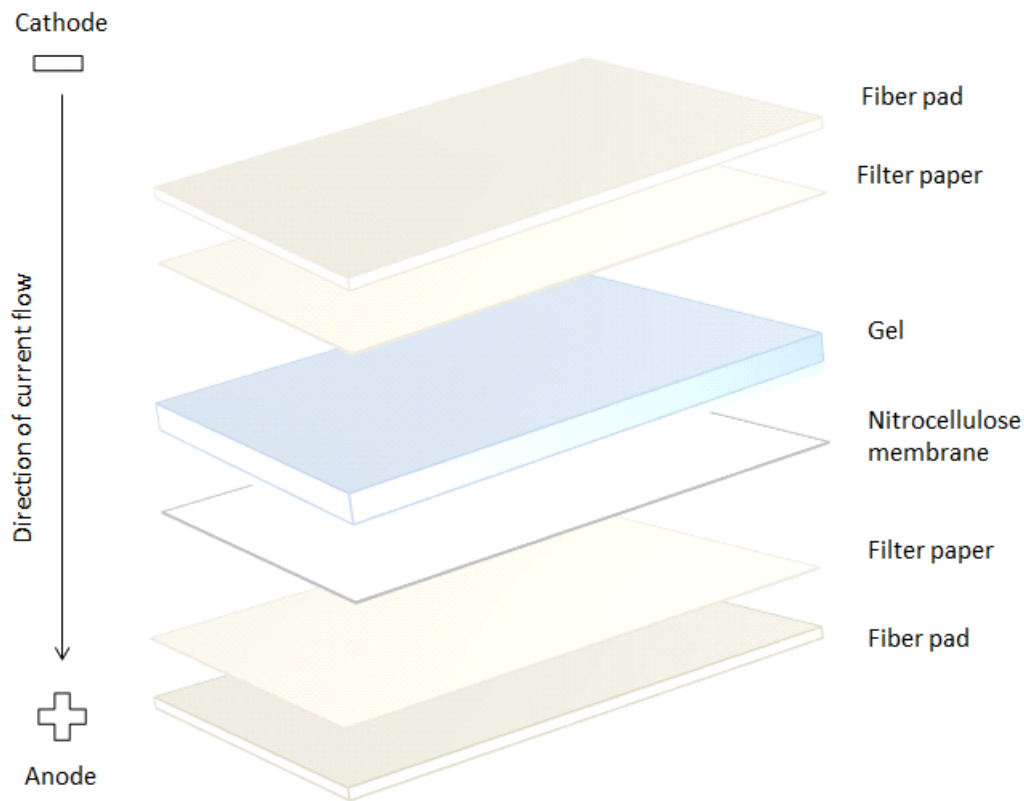 Cathode
Direction of current flow
Anode
Fiber pad
Filter paper
Gel
Nitrocellulose
membrane
Filter paper
Fiber pad